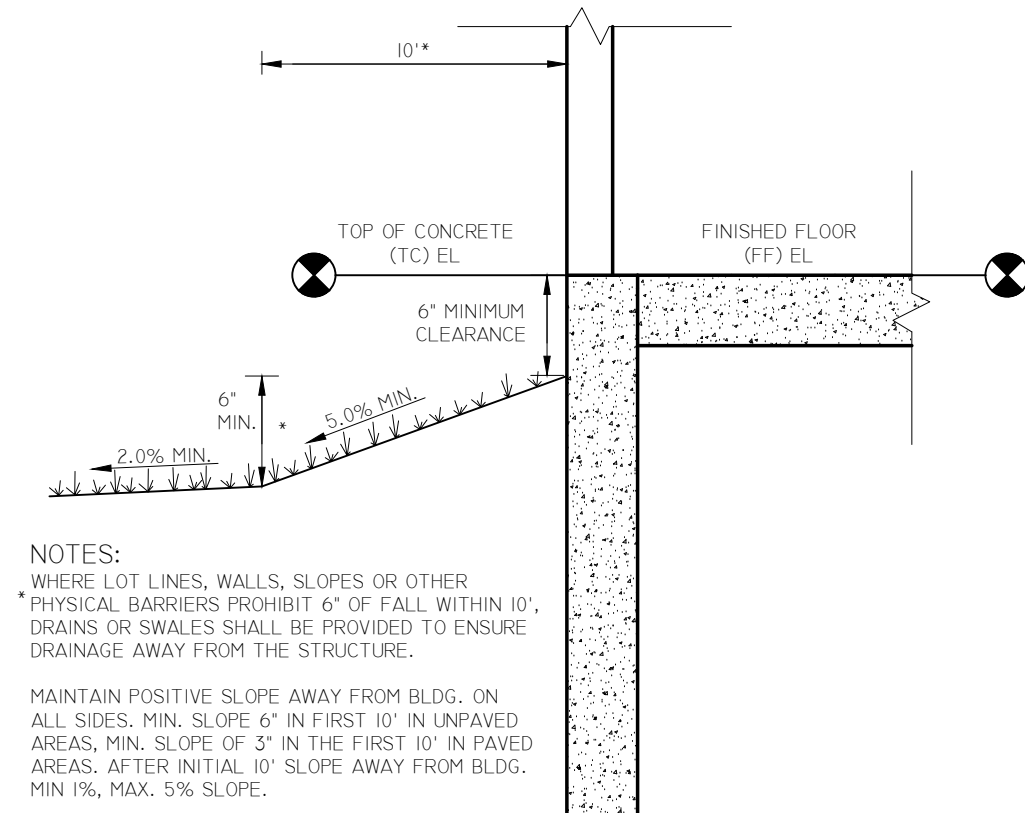 10'*
TOP OF CONCRETE
(TC) EL
FINISHED FLOOR
(FF) EL
6" MINIMUM
CLEARANCE
6"
MIN.
*
5.0% MIN.
2.0% MIN.
NOTES:
WHERE LOT LINES, WALLS, SLOPES OR OTHER
* PHYSICAL BARRIERS PROHIBIT 6" OF FALL WITHIN 10',
DRAINS OR SWALES SHALL BE PROVIDED TO ENSURE
DRAINAGE AWAY FROM THE STRUCTURE.
MAINTAIN POSITIVE SLOPE AWAY FROM BLDG. ON
ALL SIDES. MIN. SLOPE 6" IN FIRST 10' IN UNPAVED
AREAS, MIN. SLOPE OF 3" IN THE FIRST 10' IN PAVED
AREAS. AFTER INITIAL 10' SLOPE AWAY FROM BLDG.
MIN 1%, MAX. 5% SLOPE.